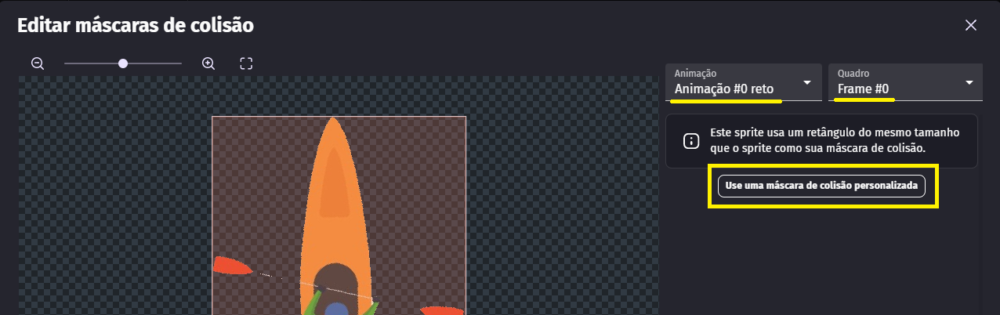 Editar máscaras de colisão
Animação
Animação #0 reto
Quadro
Frame #0
Este sprite usa um retângulo do mesmo tamanho
que o sprite como sua máscara de colisão.
Use uma máscara de colisão personalizada